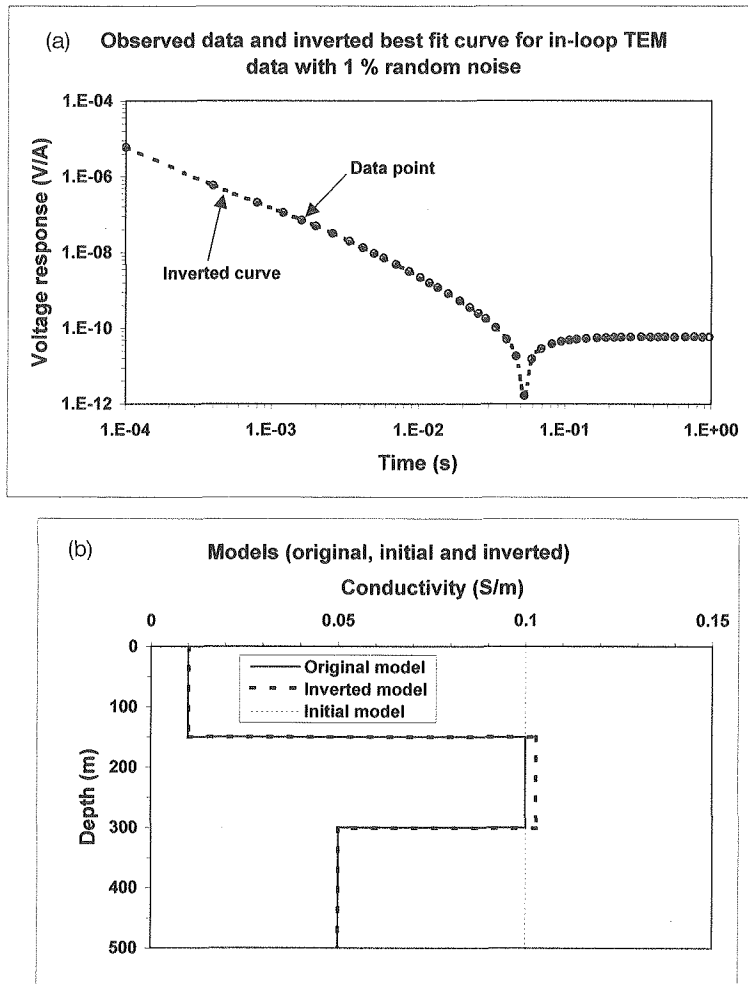 (a) Observed data and inverted best fit curve for in-loop TEM
data with 1 % random noise
Voltage response (V/A)
1.E-04
1.E-06
1.E-08
1.E-10
1.E-12
Data point
Inverted curve
1.E-04 1.E-03 1.E-02 1.E-01 1.E+00
Time (s)
(b) Models (original, initial and inverted)
Conductivity (S/m)
0 0.05 0.1 0.15
Depth (m)
0
100
200
300
400
500
Original model
Inverted model
Initial model